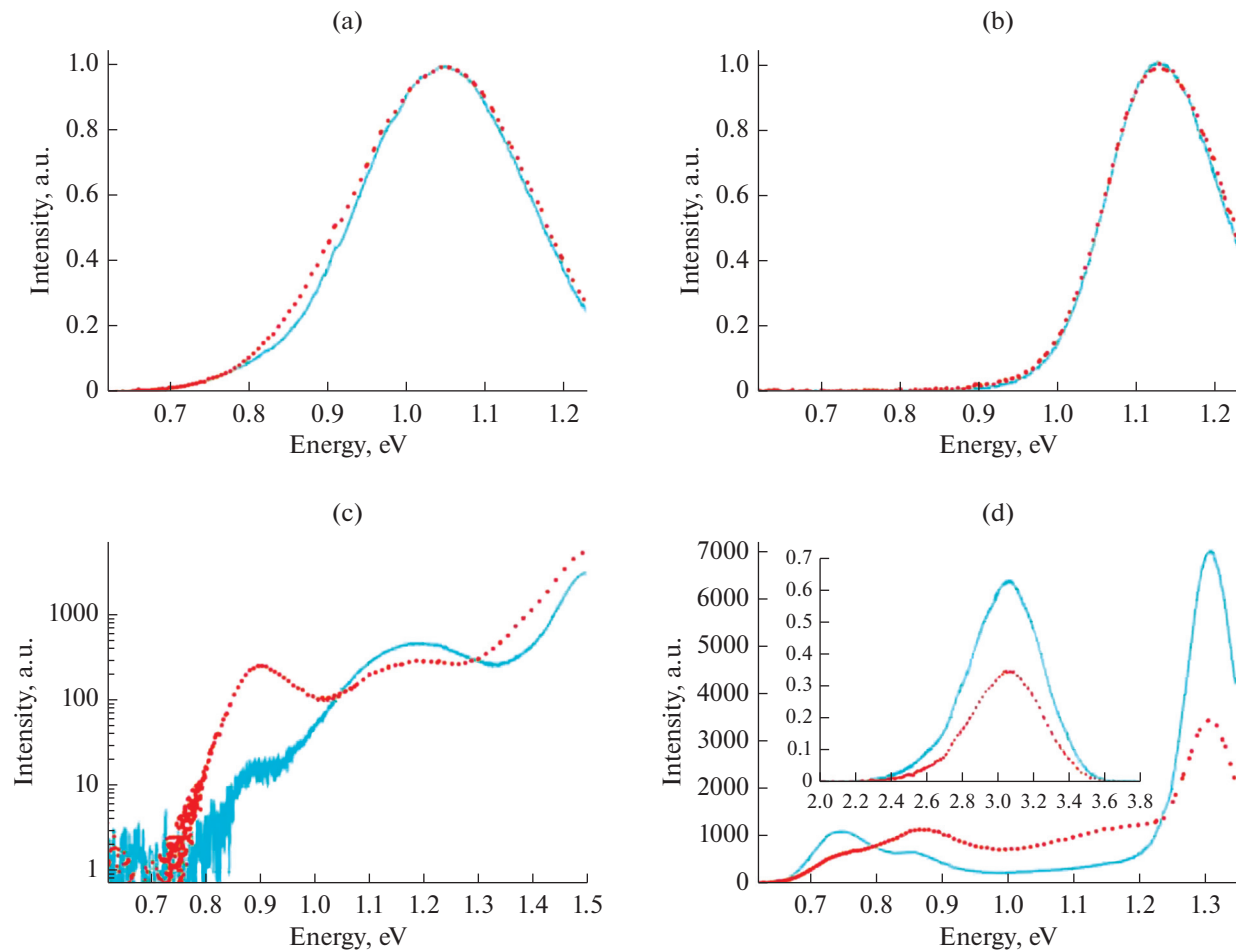 (a)
1.0
0.8
0.6
0.4
0.2
0
Intensity, a.u.
0.7 0.8 0.9 1.0 1.1 1.2
Energy, eV
(b)
1.0
0.8
0.6
0.4
0.2
0
Intensity, a.u.
0.7 0.8 0.9 1.0 1.1 1.2
Energy, eV
(c)
1000
100
10
1
Intensity, a.u.
0.7 0.8 0.9 1.0 1.1 1.2 1.3 1.4 1.5
Energy, eV
(d)
7000
6000
5000
4000
3000
2000
1000
0
Intensity, a.u.
0.7
0.6
0.5
0.4
0.3
0.2
0.1
0
2.0 2.2 2.4 2.6 2.8 3.0 3.2 3.4 3.6 3.8
0.7 0.8 0.9 1.0 1.1 1.2 1.3
Energy, eV